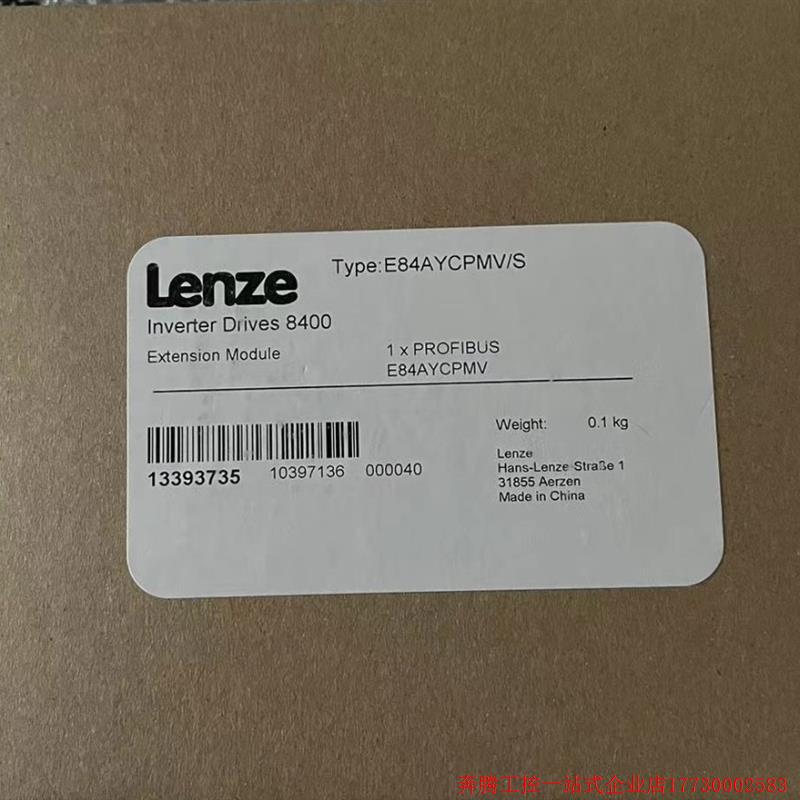 Lenze
Type:E84AYCPMV/S
Inverter Drives 8400
Extension Module
1 x PROFIBUS
E84AYCPMV
Weight: 0.1 kg
13393735 10397136 000040
Lenze
Hans-Lenze Straße 1
31855 Aerzen
Made in China
奔腾工控一站式企业店17730002583